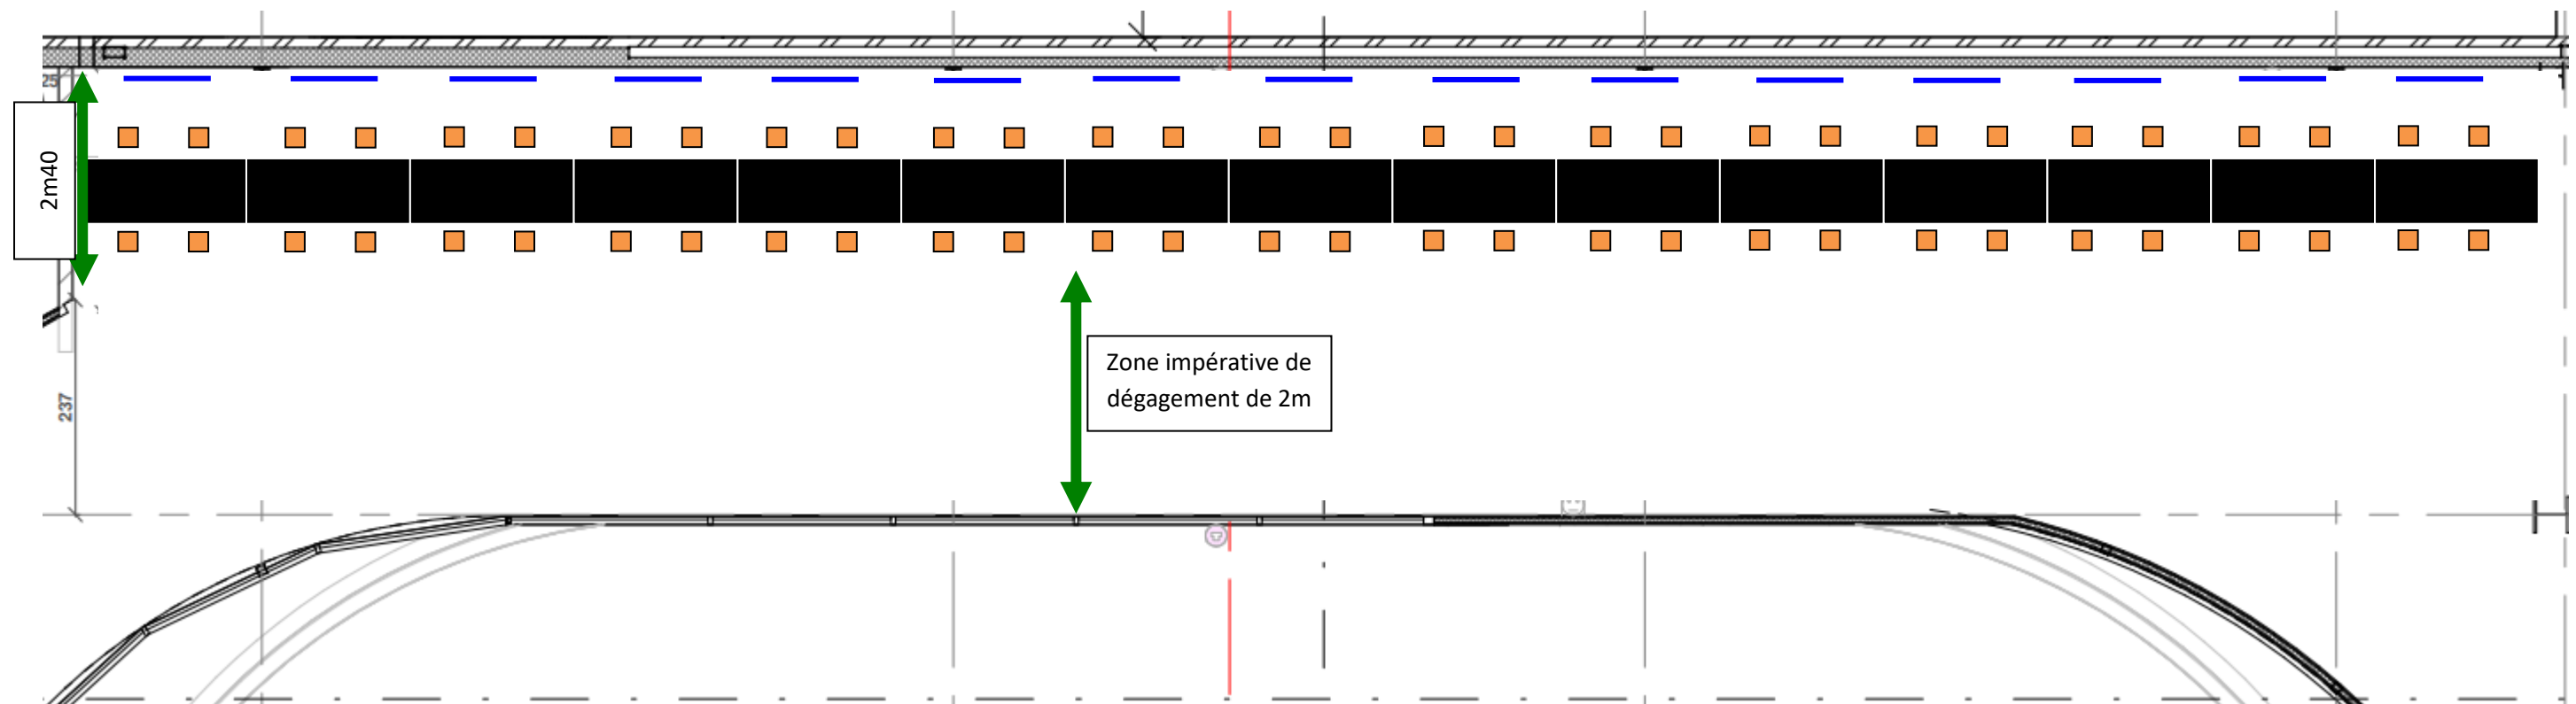 25
2m40
Zone impérative de
dégagement de 2m
237